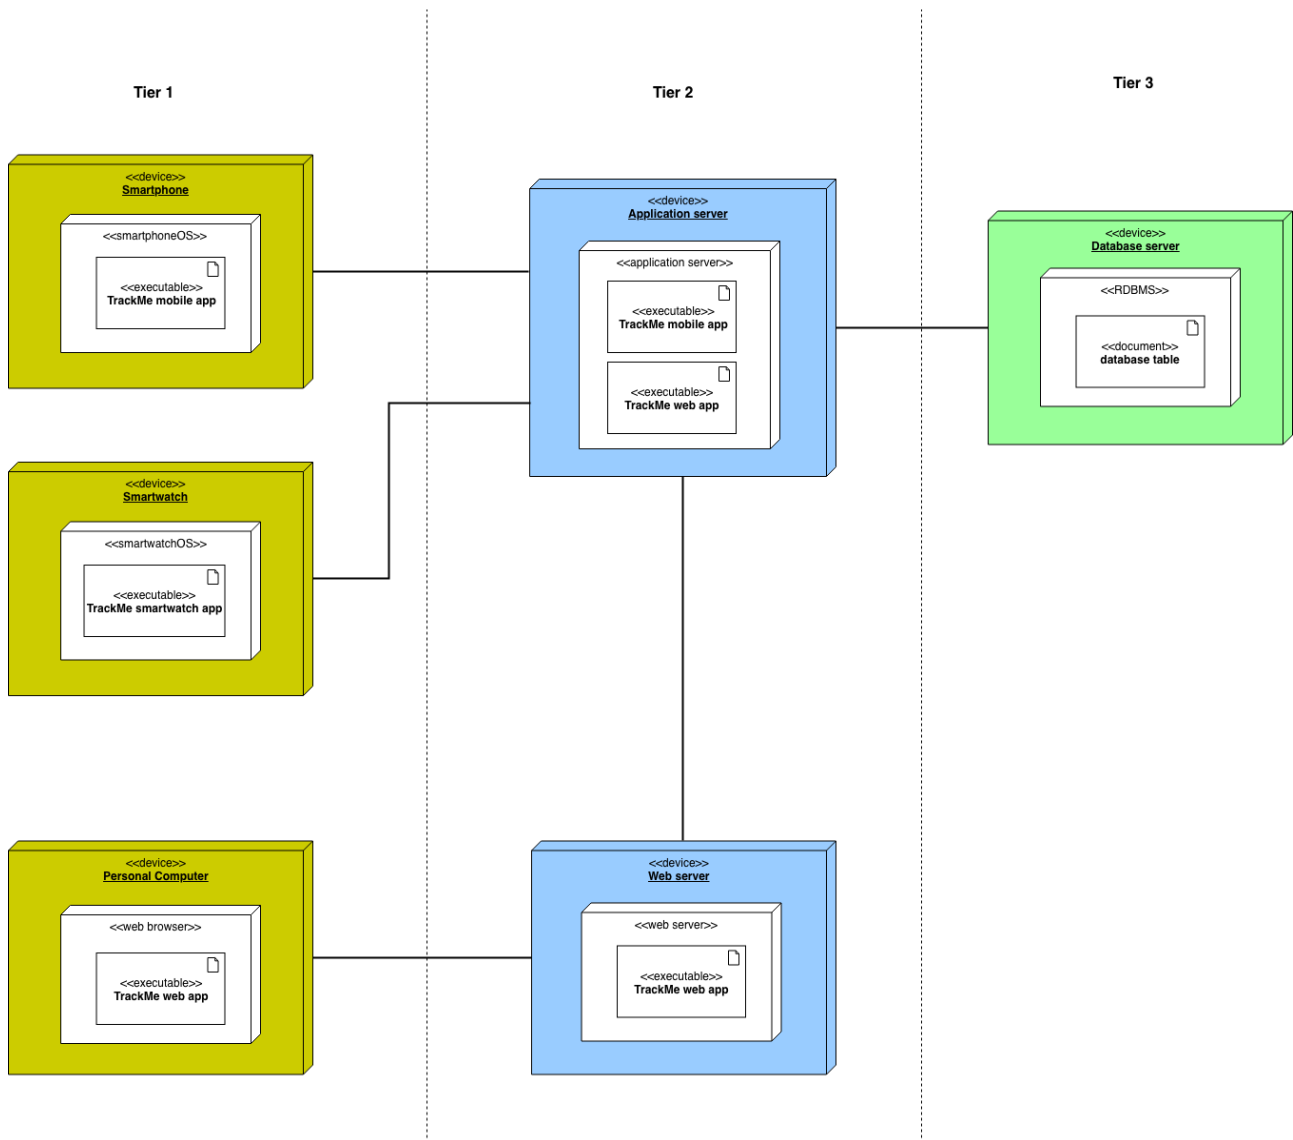 Tier 1
Tier 2
Tier 3
<<device>>
Smartphone
<<smartphoneOS>>
<<executable>>
TrackMe mobile app
<<device>>
Smartwatch
<<smartwatchOS>>
<<executable>>
TrackMe smartwatch app
<<device>>
Personal Computer
<<web browser>>
<<executable>>
TrackMe web app
<<device>>
Application server
<<application server>>
<<executable>>
TrackMe mobile app
<<executable>>
TrackMe web app
<<device>>
Web server
<<web server>>
<<executable>>
TrackMe web app
<<device>>
Database server
<<RDBMS>>
<<document>>
database table